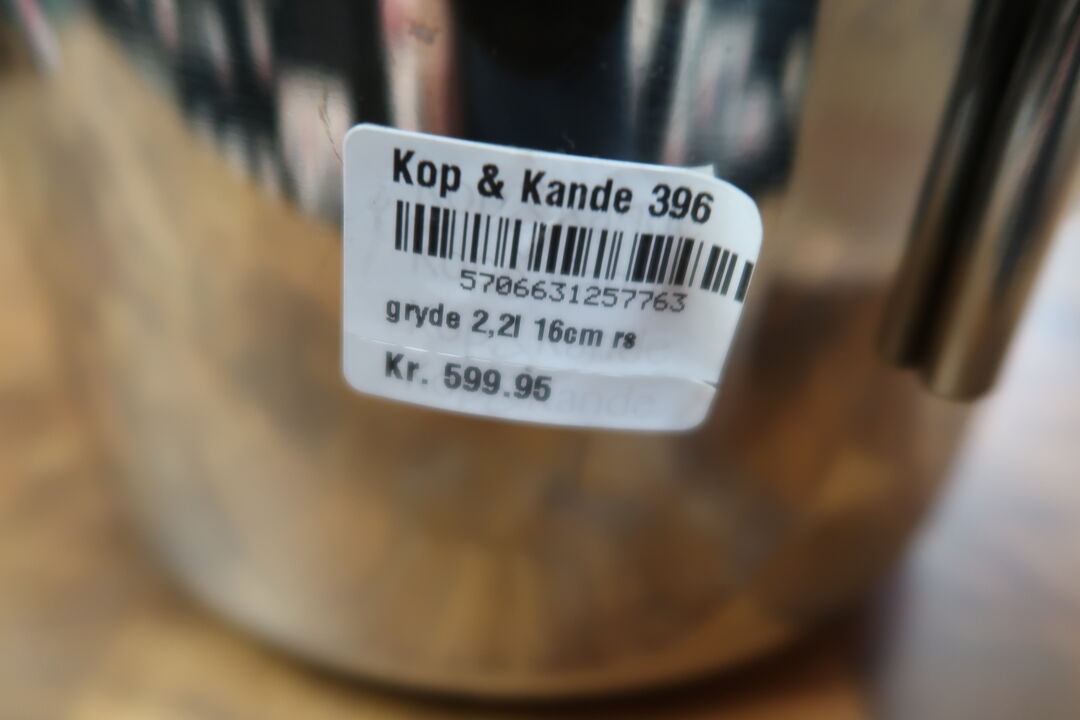 Kop & Kande 396
5706631257763
gryde 2,2l 16cm rs
Kr. 599.95